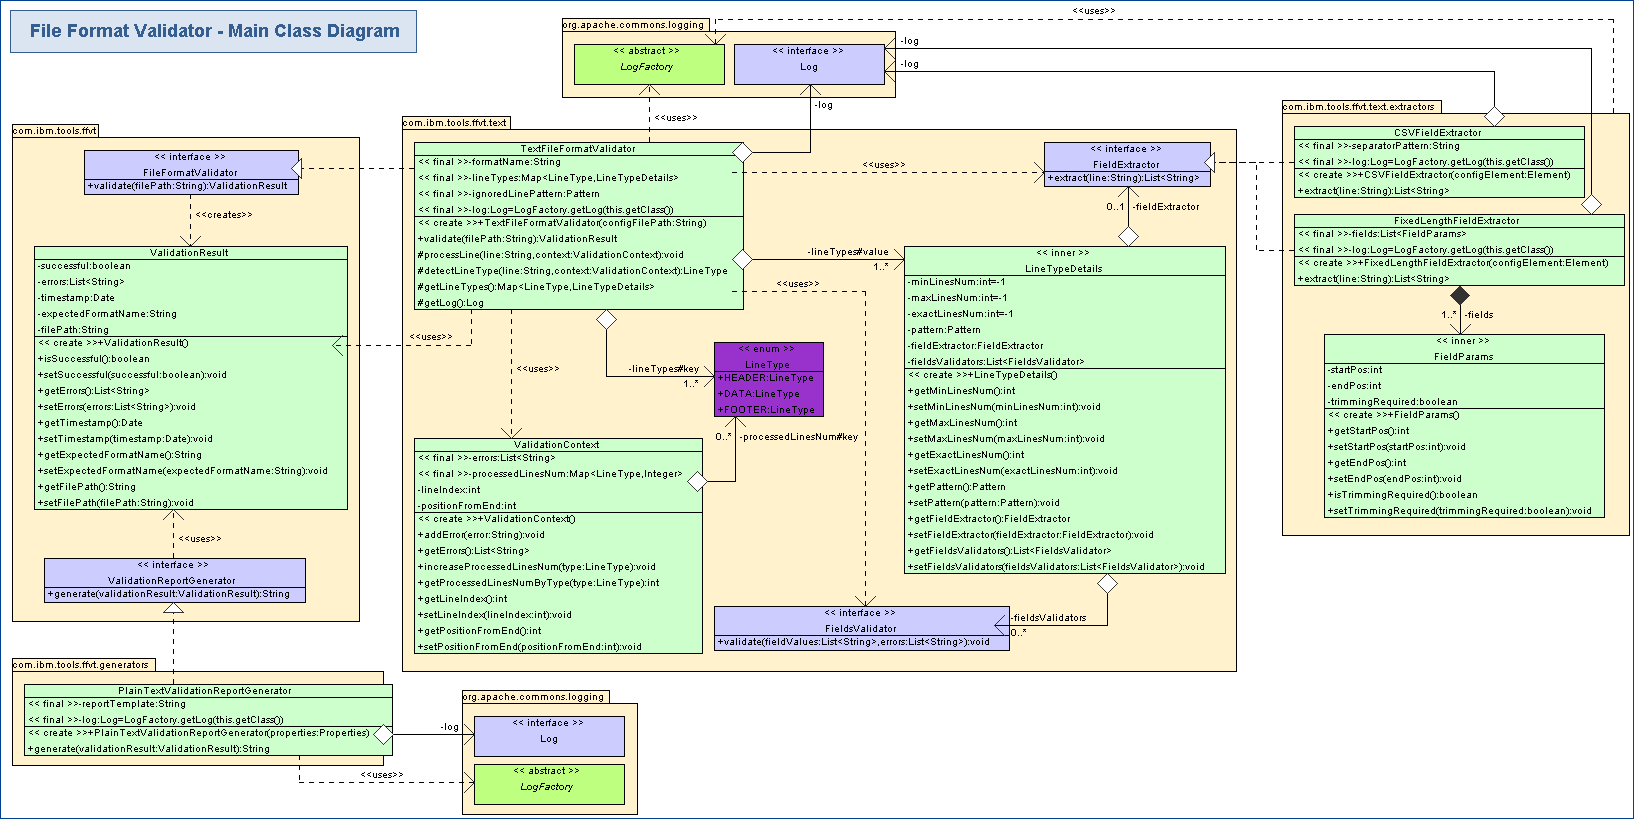 File Format Validator - Main Class Diagram
<<uses>>
org.apache.commons.logging
<< abstract >>
LogFactory
<< interface >>
Log
-log
-log
-log
<<uses>>
com.ibm.tools.ffvt
<< interface >>
FileFormatValidator
+validate(filePath:String):ValidationResult
<<creates>>
ValidationResult
-successful:boolean
-errors:List<String>
-timestamp:Date
-expectedFormatName:String
-filePath:String
<< create >>+ValidationResult()
+isSuccessful():boolean
+setSuccessful(successful:boolean):void
+getErrors():List<String>
+setErrors(errors:List<String>):void
+getTimestamp():Date
+setTimestamp(timestamp:Date):void
+getExpectedFormatName():String
+setExpectedFormatName(expectedFormatName:String):void
+getFilePath():String
+setFilePath(filePath:String):void
<<uses>>
<< interface >>
ValidationReportGenerator
+generate(validationResult:ValidationResult):String
com.ibm.tools.ffvt.text
TextFileFormatValidator
<< final >>-formatName:String
<< final >>-lineTypes:Map<LineType,LineTypeDetails>
<< final >>-ignoredLinePattern:Pattern
<< final >>-log:Log=LogFactory.getLog(this.getClass())
<< create >>+TextFileFormatValidator(configFilePath:String)
+validate(filePath:String):ValidationResult
#processLine(line:String,context:ValidationContext):void
#detectLineType(line:String,context:ValidationContext):LineType
#getLineTypes():Map<LineType,LineTypeDetails>
#getLog():Log
<<uses>>
<<uses>>
<<uses>>
<<uses>>
-lineTypes#value
1..*
-lineTypes#key
1..*
<< enum >>
LineType
+HEADER:LineType
+DATA:LineType
+FOOTER:LineType
0..*
-processedLinesNum#key
ValidationContext
<< final >>-errors:List<String>
<< final >>-processedLinesNum:Map<LineType,Integer>
-lineIndex:int
-positionFromEnd:int
<< create >>+ValidationContext()
+addError(error:String):void
+getErrors():List<String>
+increaseProcessedLinesNum(type:LineType):void
+getProcessedLinesNumByType(type:LineType):int
+getLineIndex():int
+setLineIndex(lineIndex:int):void
+getPositionFromEnd():int
+setPositionFromEnd(positionFromEnd:int):void
<< interface >>
FieldExtractor
+extract(line:String):List<String>
0..1
-fieldExtractor
<< inner >>
LineTypeDetails
-minLinesNum:int=-1
-maxLinesNum:int=-1
-exactLinesNum:int=-1
-pattern:Pattern
-fieldExtractor:FieldExtractor
-fieldsValidators:List<FieldsValidator>
<< create >>+LineTypeDetails()
+getMinLinesNum():int
+setMinLinesNum(minLinesNum:int):void
+getMaxLinesNum():int
+setMaxLinesNum(maxLinesNum:int):void
+getExactLinesNum():int
+setExactLinesNum(exactLinesNum:int):void
+getPattern():Pattern
+setPattern(pattern:Pattern):void
+getFieldExtractor():FieldExtractor
+setFieldExtractor(fieldExtractor:FieldExtractor):void
+getFieldsValidators():List<FieldsValidator>
+setFieldsValidators(fieldsValidators:List<FieldsValidator>):void
<< interface >>
FieldsValidator
+validate(fieldValues:List<String>,errors:List<String>):void
-fieldsValidators
0..*
com.ibm.tools.ffvt.text.extractors
CSVFieldExtractor
<< final >>-separatorPattern:String
<< final >>-log:Log=LogFactory.getLog(this.getClass())
<< create >>+CSVFieldExtractor(configElement:Element)
+extract(line:String):List<String>
FixedLengthFieldExtractor
<< final >>-fields:List<FieldParams>
<< final >>-log:Log=LogFactory.getLog(this.getClass())
<< create >>+FixedLengthFieldExtractor(configElement:Element)
+extract(line:String):List<String>
1..*
-fields
<< inner >>
FieldParams
-startPos:int
-endPos:int
-trimmingRequired:boolean
<< create >>+FieldParams()
+getStartPos():int
+setStartPos(startPos:int):void
+getEndPos():int
+setEndPos(endPos:int):void
+isTrimmingRequired():boolean
+setTrimmingRequired(trimmingRequired:boolean):void
com.ibm.tools.ffvt.generators
PlainTextValidationReportGenerator
<< final >>-reportTemplate:String
<< final >>-log:Log=LogFactory.getLog(this.getClass())
<< create >>+PlainTextValidationReportGenerator(properties:Properties)
+generate(validationResult:ValidationResult):String
-log
<<uses>>
org.apache.commons.logging
<< interface >>
Log
<< abstract >>
LogFactory